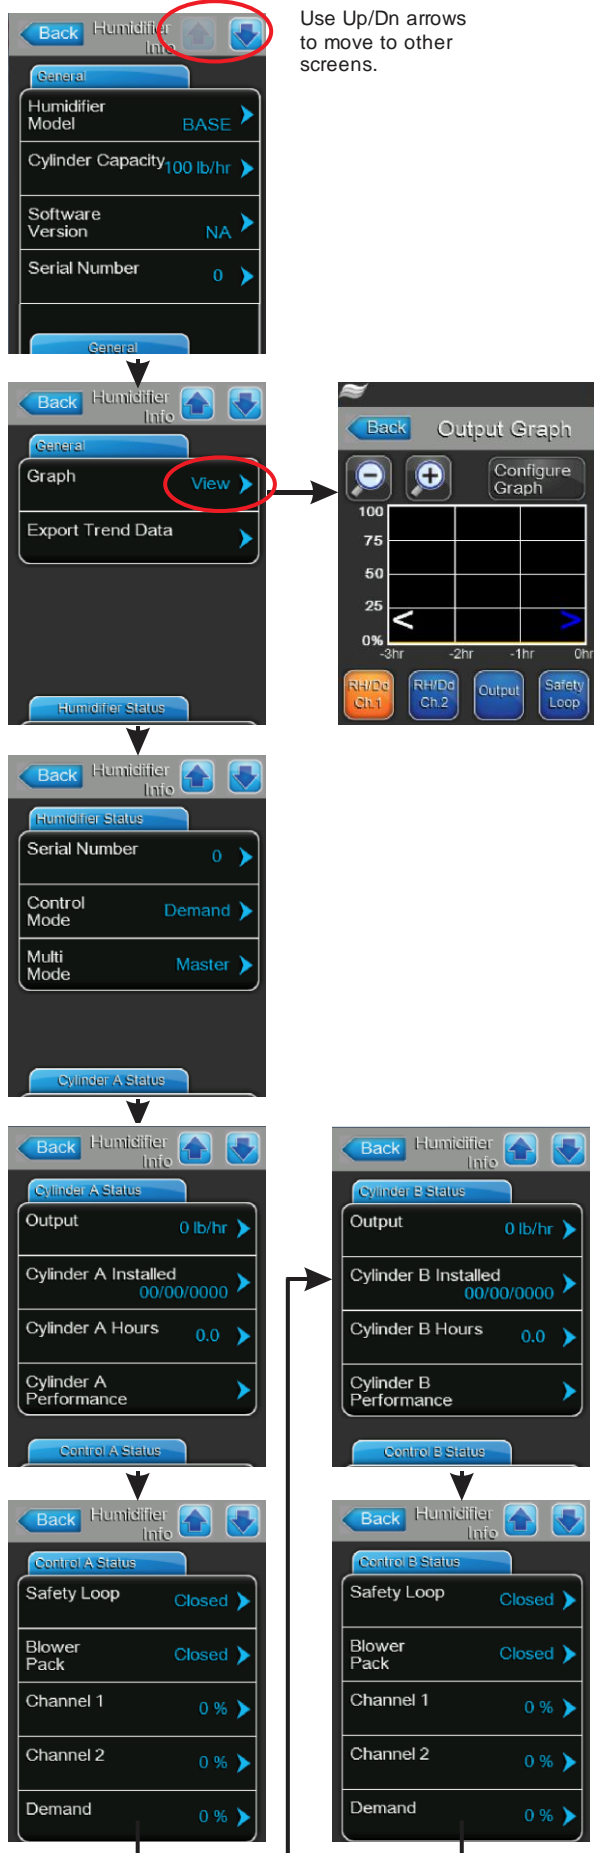 Back Humidifier
Info
Use Up/Dn arrows
to move to other
screens.
General
Humidifier
Model BASE
Cylinder Capacity 100 lb/hr
Software
Version NA
Serial Number 0
General
Back Humidifier
Info
General
Graph View
Export Trend Data
Humidifier Status
Back Output Graph
Configure
Graph
100
75
50
25
< >
0%
-3hr -2hr -1hr 0hr
RH/Dd
Ch.1
RH/Dd
Ch.2
Output
Safety
Loop
Back Humidifier
Info
Humidifier Status
Serial Number 0
Control
Mode Demand
Multi
Mode Master
Cylinder A Status
Back Humidifier
Info
Cylinder A Status
Output 0 lb/hr
Cylinder A Installed
00/00/0000
Cylinder A Hours 0.0
Cylinder A
Performance
Control A Status
Back Humidifier
Info
Cylinder B Status
Output 0 lb/hr
Cylinder B Installed
00/00/0000
Cylinder B Hours 0.0
Cylinder B
Performance
Control B Status
Back Humidifier
Info
Control A Status
Safety Loop Closed
Blower
Pack Closed
Channel 1 0 %
Channel 2 0 %
Demand 0 %
Back Humidifier
Info
Control B Status
Safety Loop Closed
Blower
Pack Closed
Channel 1 0 %
Channel 2 0 %
Demand 0 %